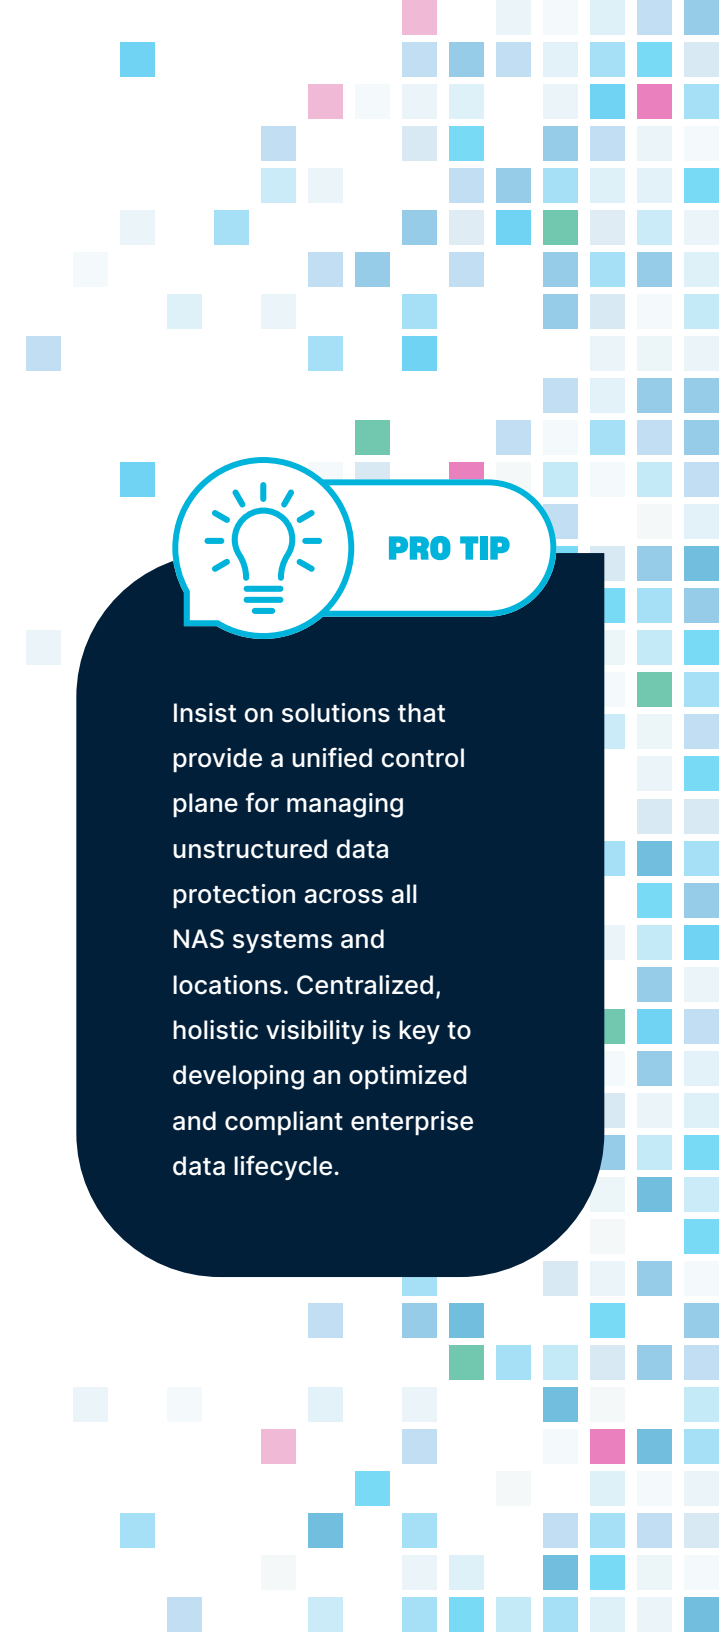 PRO TIP
Insist on solutions that
provide a unified control
plane for managing
unstructured data
protection across all
NAS systems and
locations. Centralized,
holistic visibility is key to
developing an optimized
and compliant enterprise
data lifecycle.